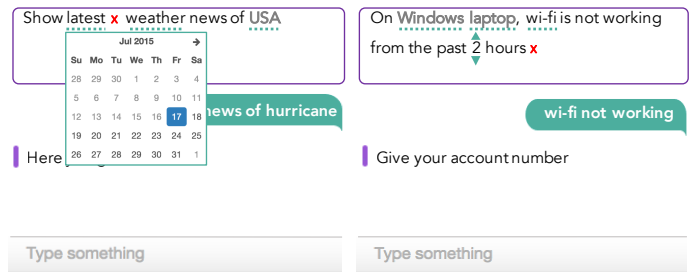 Show latest x weather news of USA
Jul 2015 →
Su Mo Tu We Th Fr Sa
28 29 30 1 2 3 4
5 6 7 8 9 10 11
12 13 14 15 16 17 18
19 20 21 22 23 24 25
26 27 28 29 30 31 1
news of hurricane
Here
Type something
On Windows laptop, wi-fi is not working
from the past 2 hours x
wi-fi not working
Give your account number
Type something